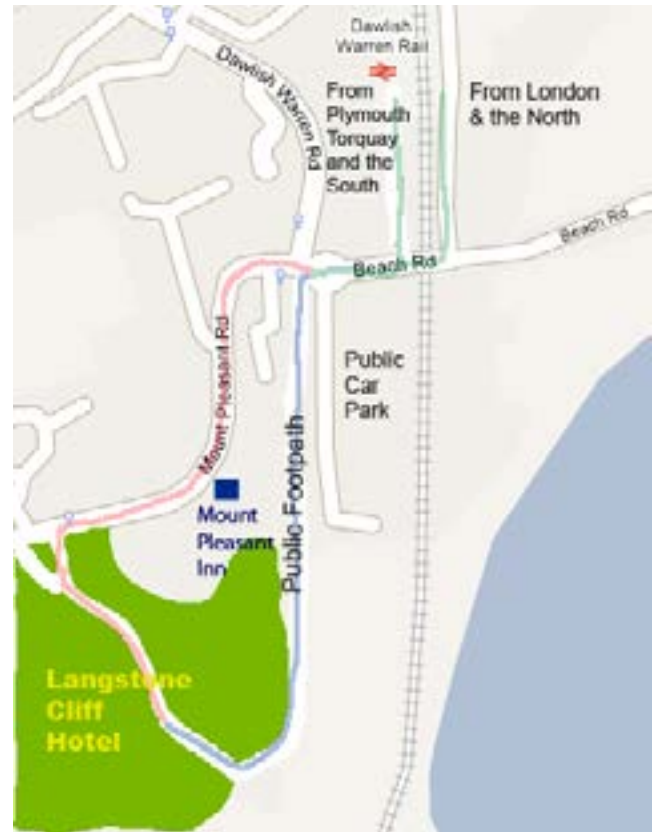 Dawlish
Warren Rail
Dawlish Warren Rd
From
Plymouth
Torquay
and the
South
From London
& the North
Beach Rd
Beach Rd
Mount Pleasant Rd
Public
Car
Park
Public Footpath
Mount
Pleasant
Inn
Langstone
Cliff
Hotel